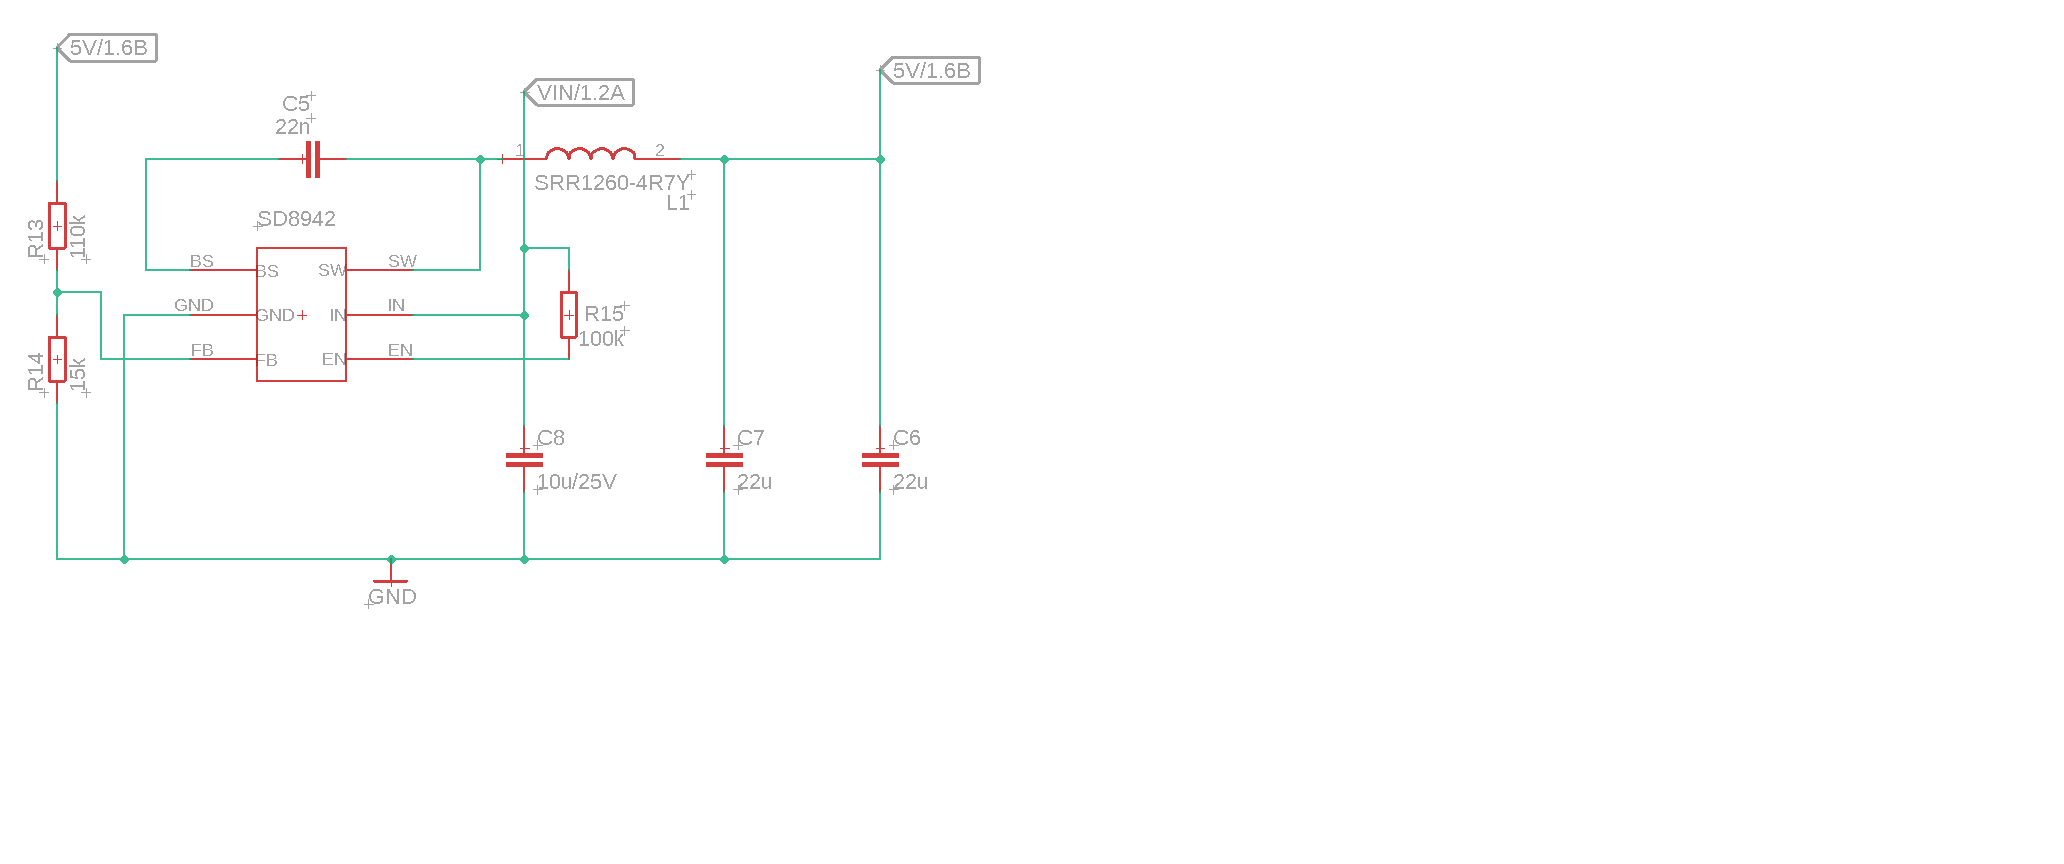 5V/1.6B
5V/1.6B
VIN/1.2A
C5
22n
1
2
SRR1260-4R7Y
L1
SD8942
R13
110k
BS
BS
SW
SW
GND
GND
IN
IN
R15
100k
FB
FB
EN
EN
R14
15k
C8
10u/25V
C7
22u
C6
22u
GND